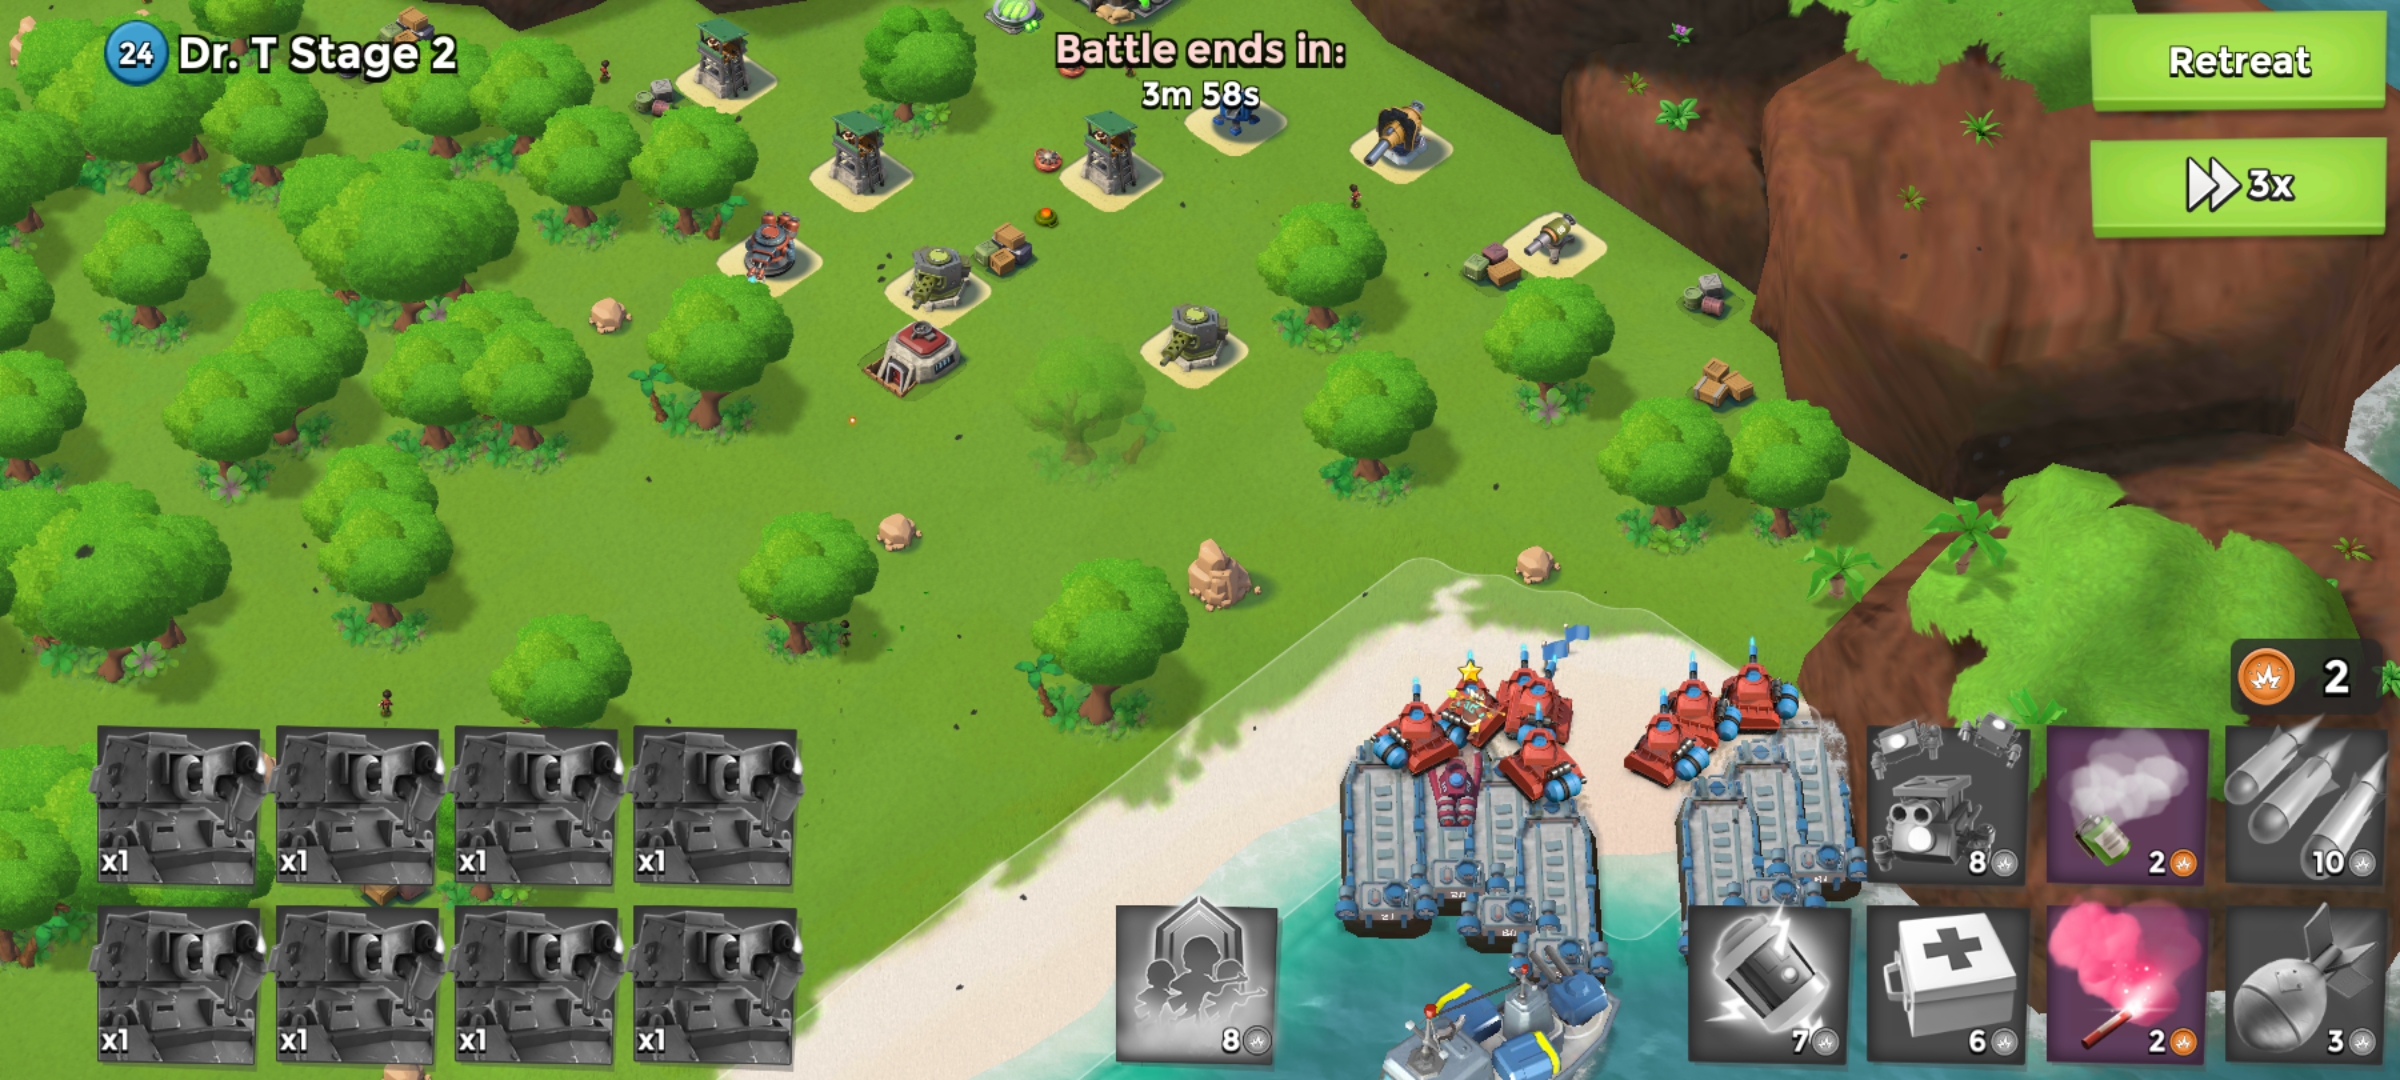 24 Dr. T Stage 2
Battle ends in:
3m 58s
Retreat
3x
2
x1 x1 x1 x1
8 2 10
x1 x1 x1 x1
8 7 6 2 3